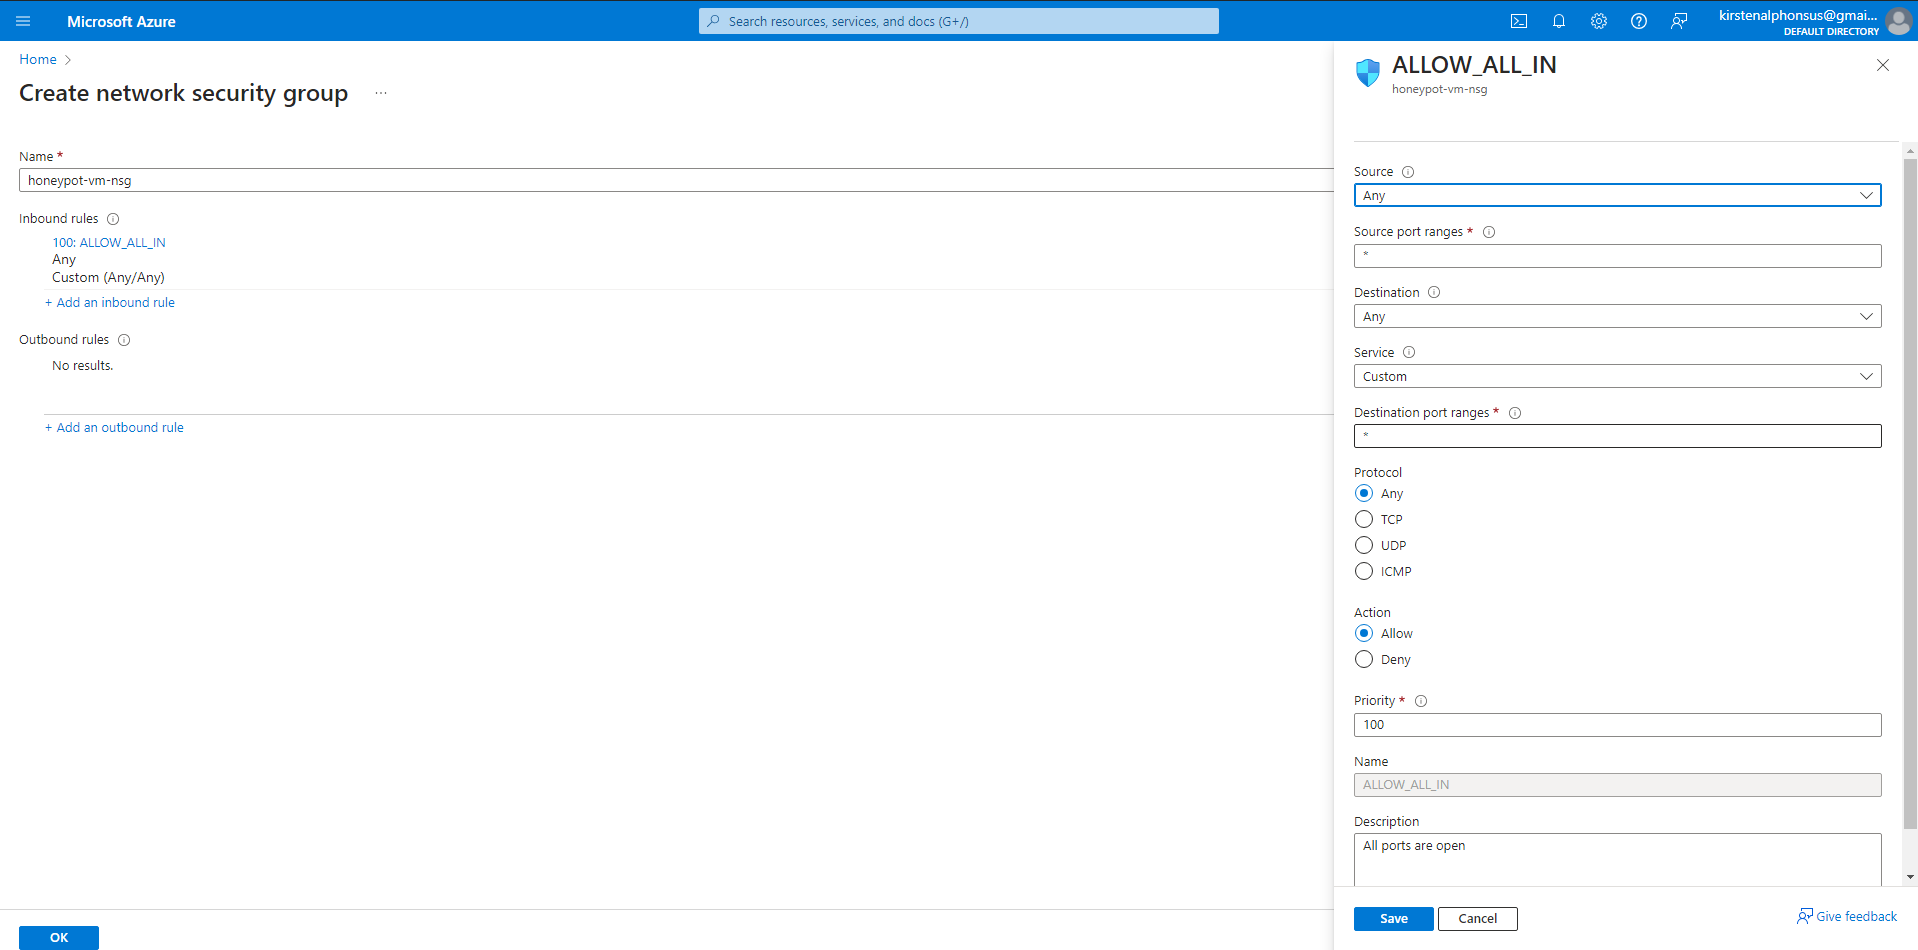 Microsoft Azure
Search resources, services, and docs (G+/)
kirstenalphonsus@gmai...
DEFAULT DIRECTORY
Home
Create network security group
...
Name *
honeypot-vm-nsg
Inbound rules
100: ALLOW_ALL_IN
Any
Custom (Any/Any)
+ Add an inbound rule
Outbound rules
No results.
+ Add an outbound rule
OK
ALLOW_ALL_IN
honeypot-vm-nsg
Source
Any
Source port ranges *
*
Destination
Any
Service
Custom
Destination port ranges *
*
Protocol
Any
TCP
UDP
ICMP
Action
Allow
Deny
Priority *
100
Name
ALLOW_ALL_IN
Description
All ports are open
Save
Cancel
Give feedback